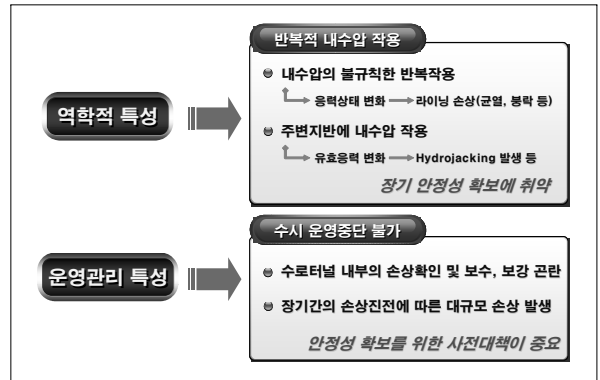 역학적 특성
반복적 내수압 작용
내수압의 불규칙한 반복작용
응력상태 변화 라이닝 손상(균열, 붕락 등)
주변지반에 내수압 작용
유효응력 변화 Hydrojacking 발생 등
장기 안정성 확보에 취약
운영관리 특성
수시 운영중단 불가
수로터널 내부의 손상확인 및 보수, 보강 곤란
장기간의 손상진전에 따른 대규모 손상 발생
안정성 확보를 위한 사전대책이 중요